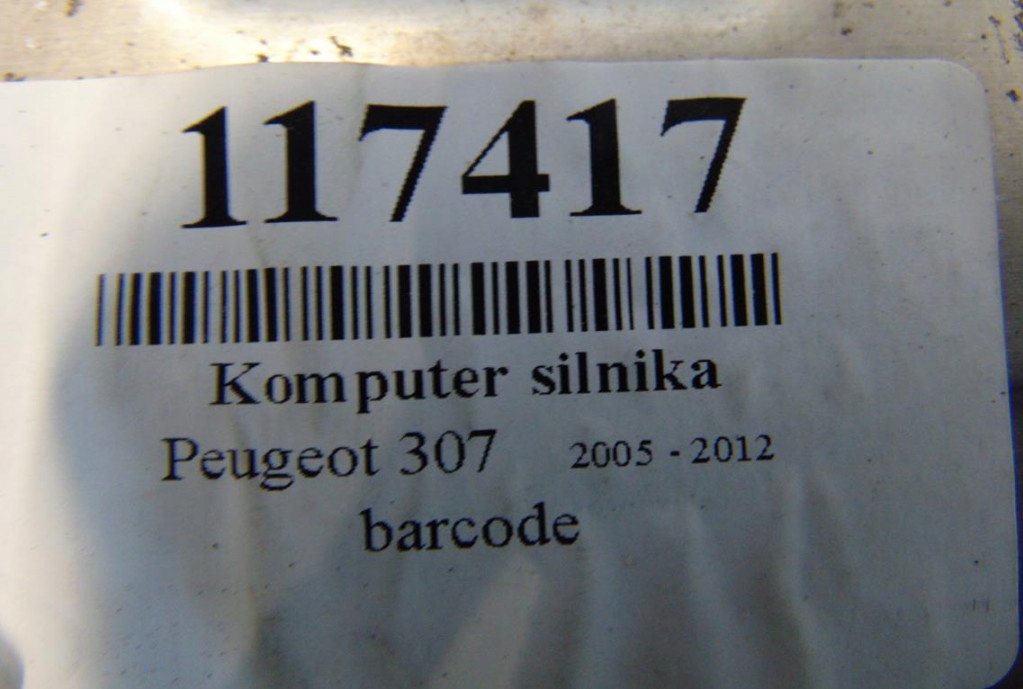 117417
Komputer silnika
Peugeot 307 2005 - 2012
barcode